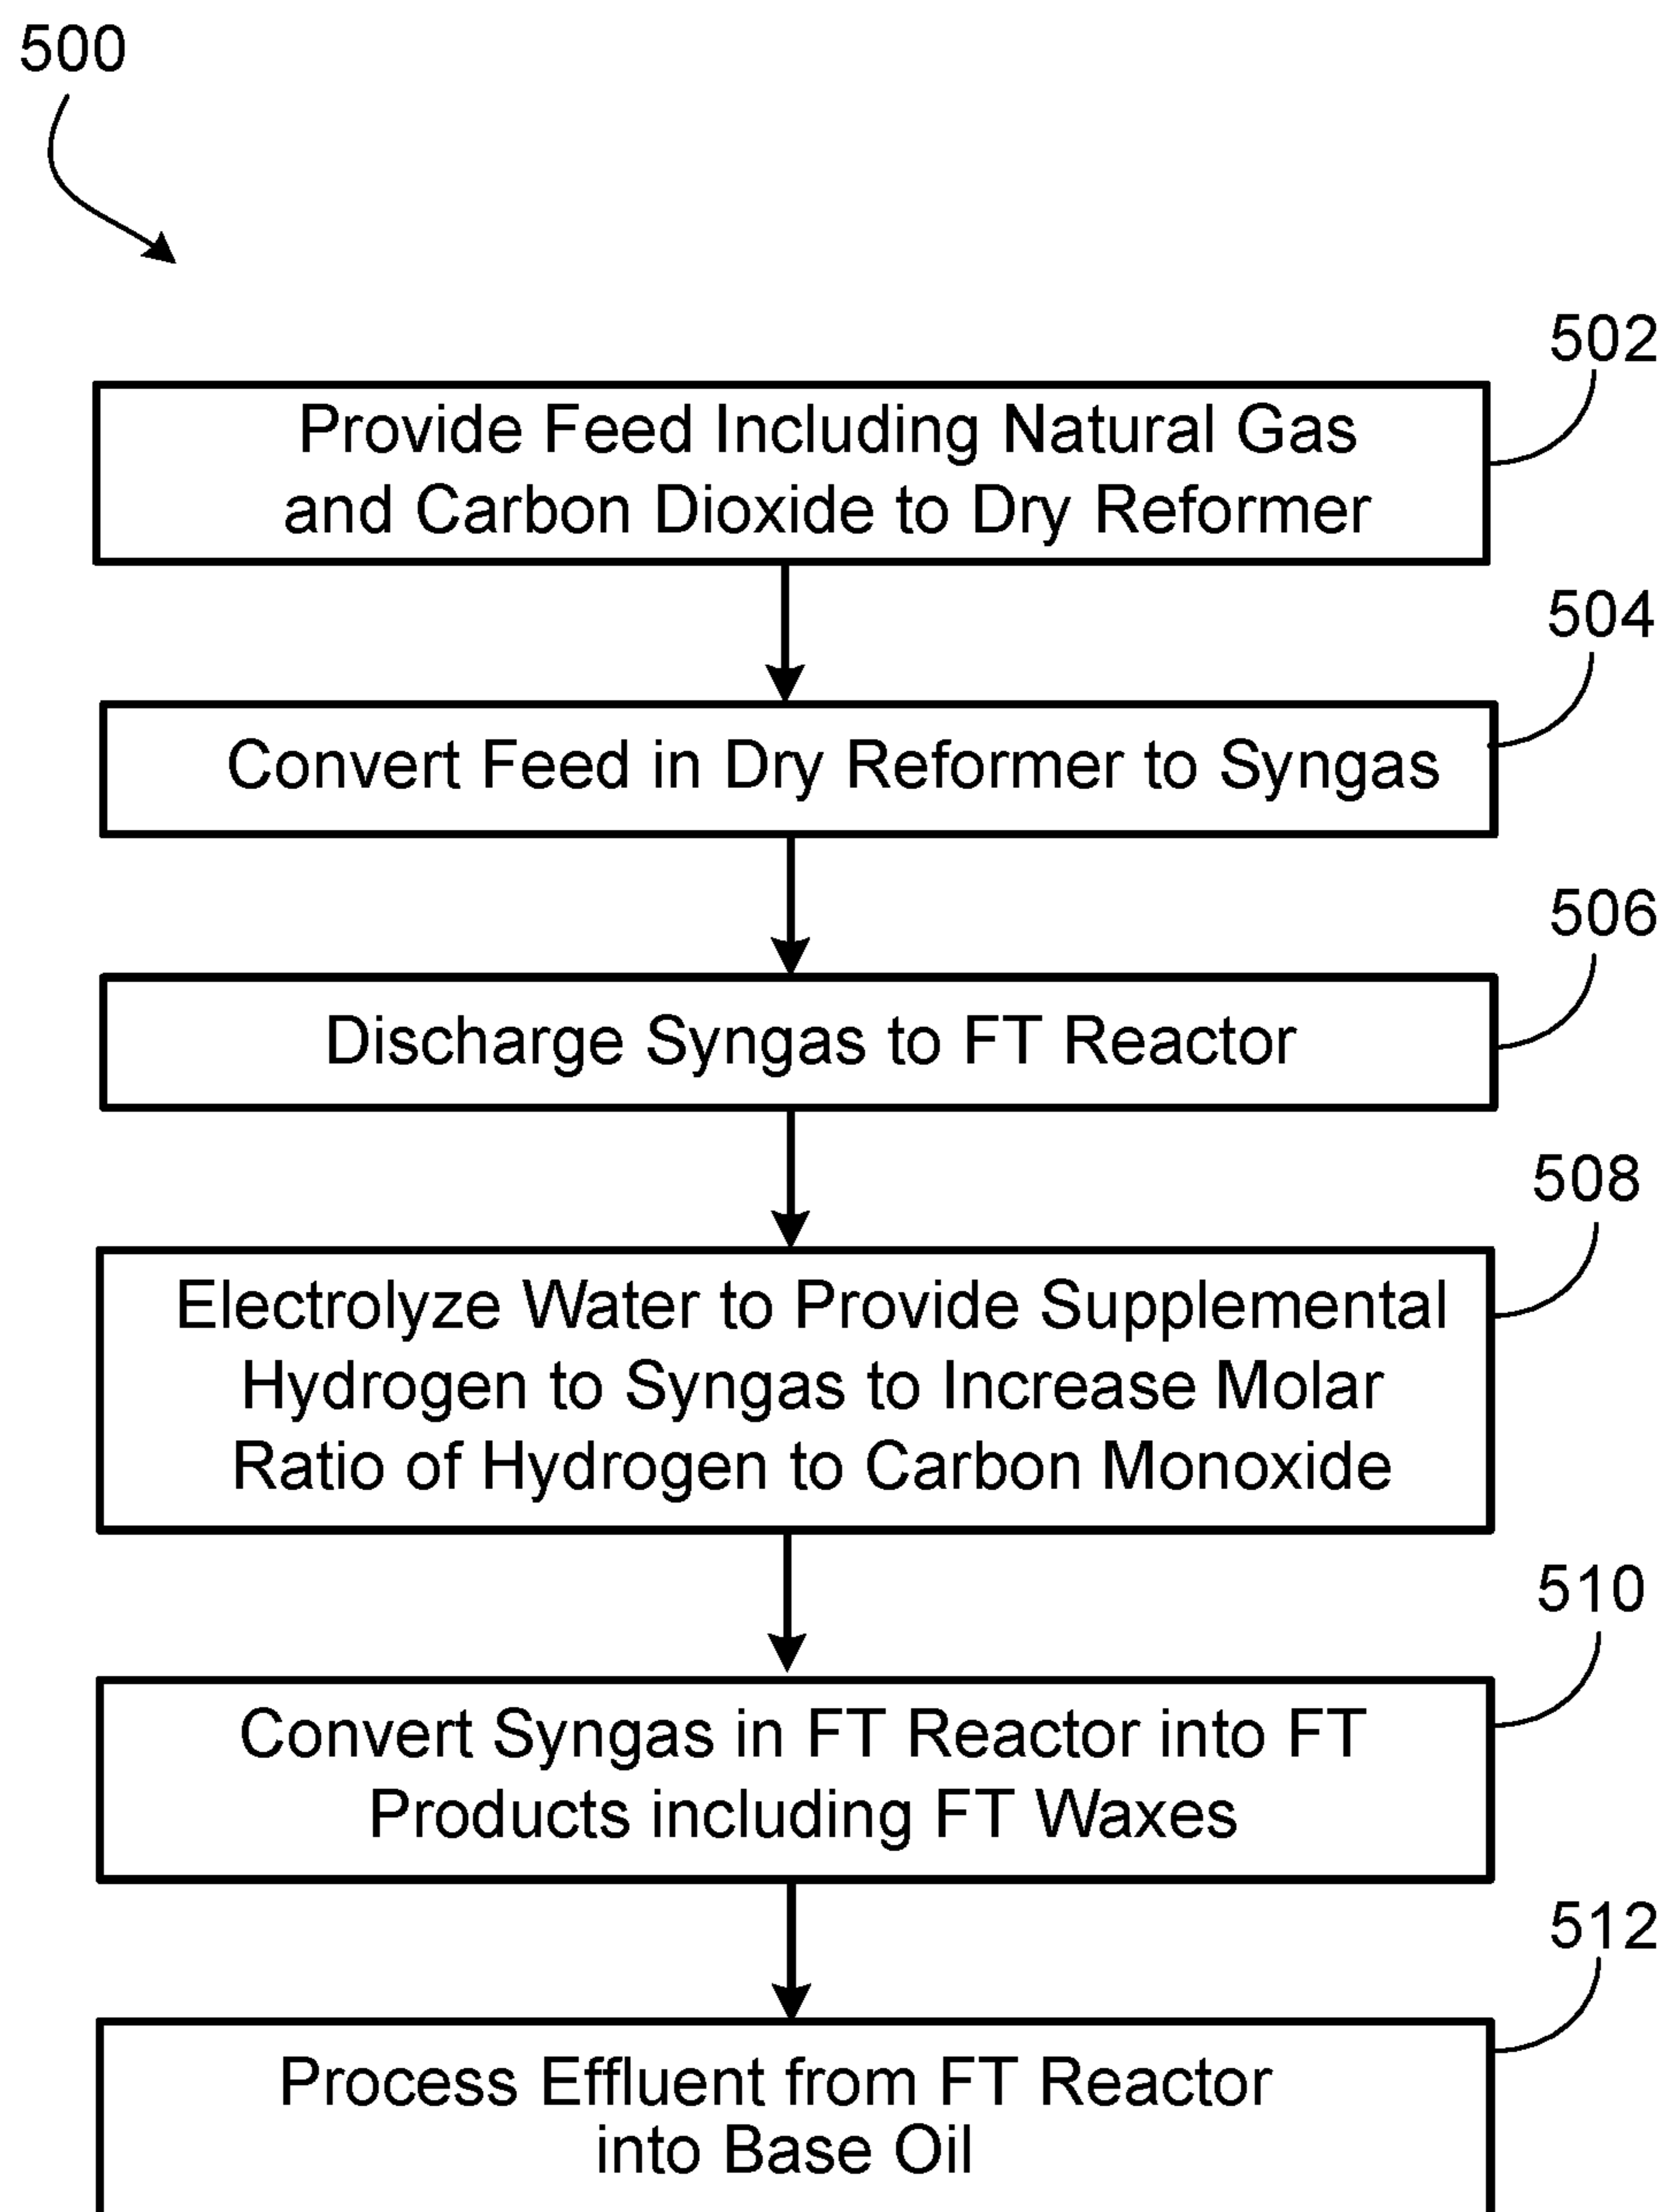 500
502
Provide Feed Including Natural Gas
and Carbon Dioxide to Dry Reformer
504
Convert Feed in Dry Reformer to Syngas
506
Discharge Syngas to FT Reactor
508
Electrolyze Water to Provide Supplemental
Hydrogen to Syngas to Increase Molar
Ratio of Hydrogen to Carbon Monoxide
510
Convert Syngas in FT Reactor into FT
Products including FT Waxes
512
Process Effluent from FT Reactor
into Base Oil